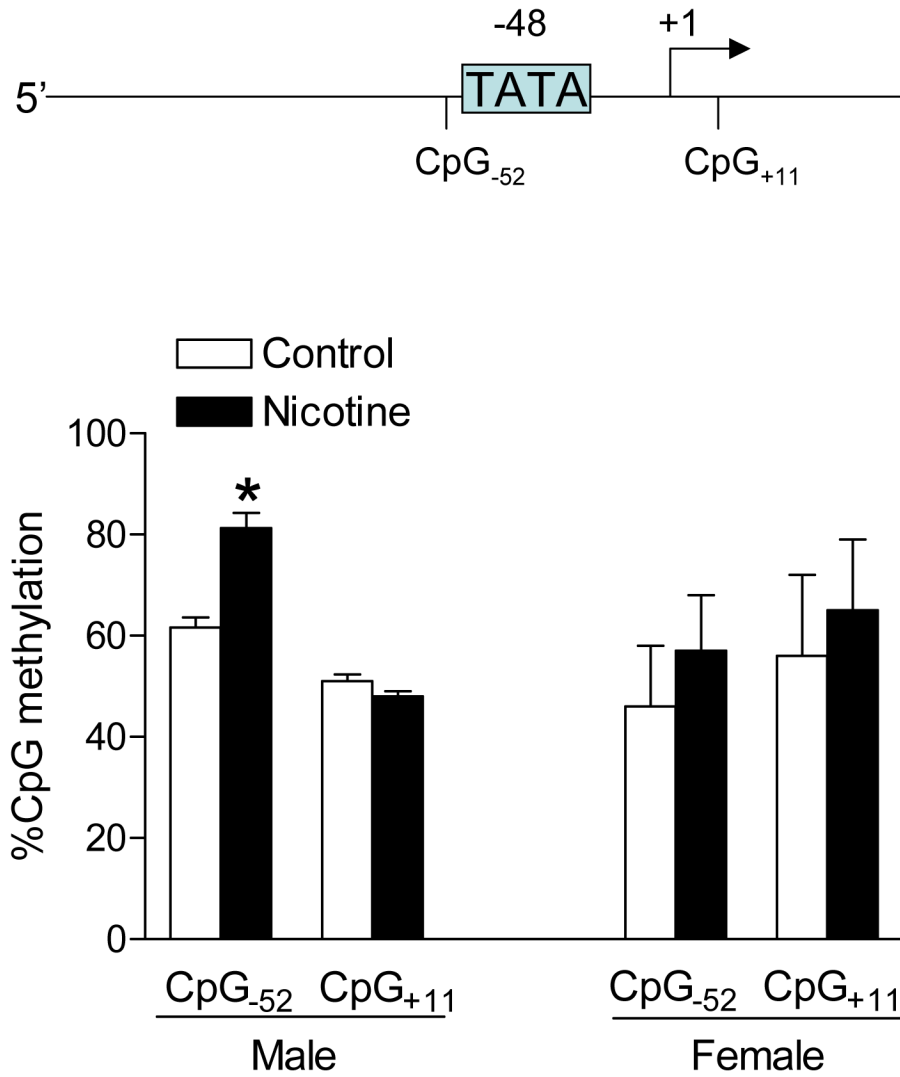 -48 +1
5’ TATA
CpG-52 CpG+11
Control
Nicotine
%CpG methylation
100
*
80
60
40
20
0
CpG-52 CpG+11 CpG-52 CpG+11
Male Female